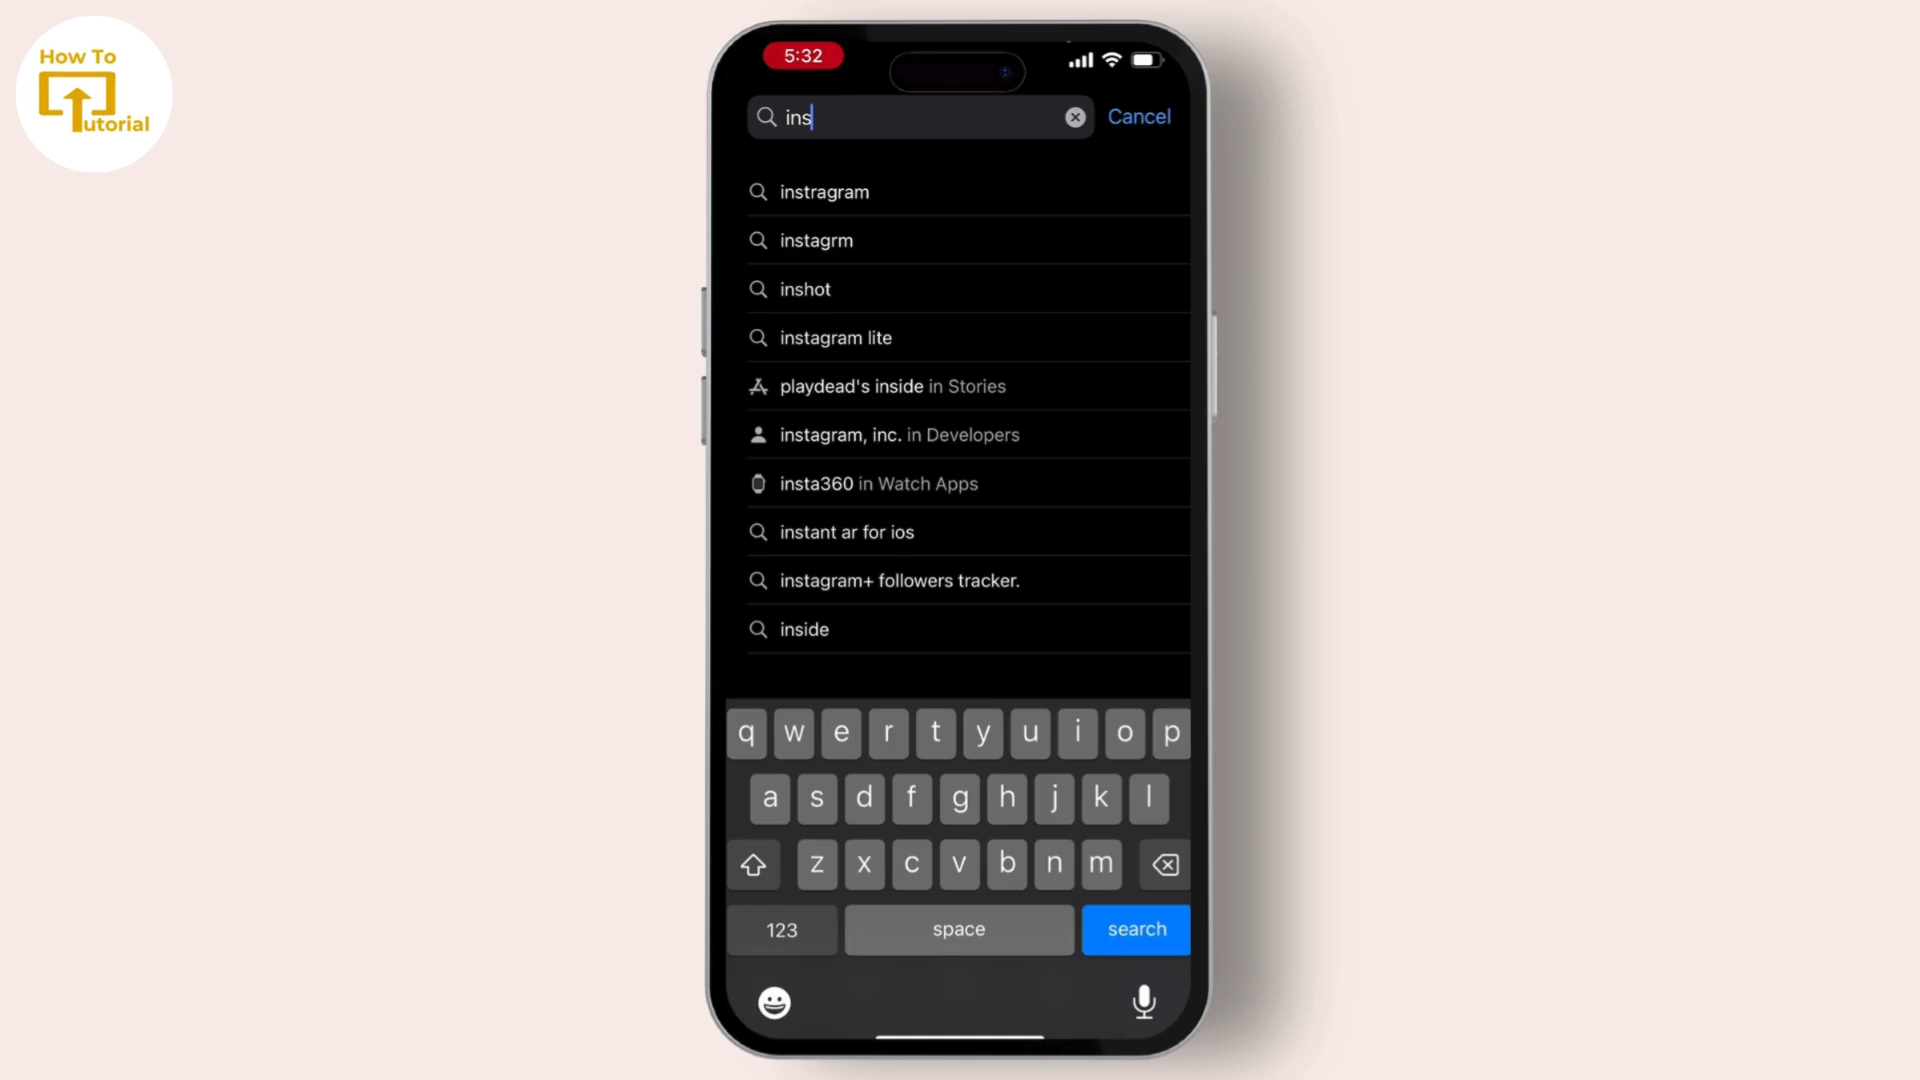 How To
utorial
5:32
ins
Cancel
instragram
instagrm
inshot
instagram lite
playdead's inside in Stories
instagram, inc. in Developers
insta360 in Watch Apps
instant ar for ios
instagram+ followers tracker.
inside
q w e r t y u i o p
a s d f g h j k l
z x c v b n m
123 space search